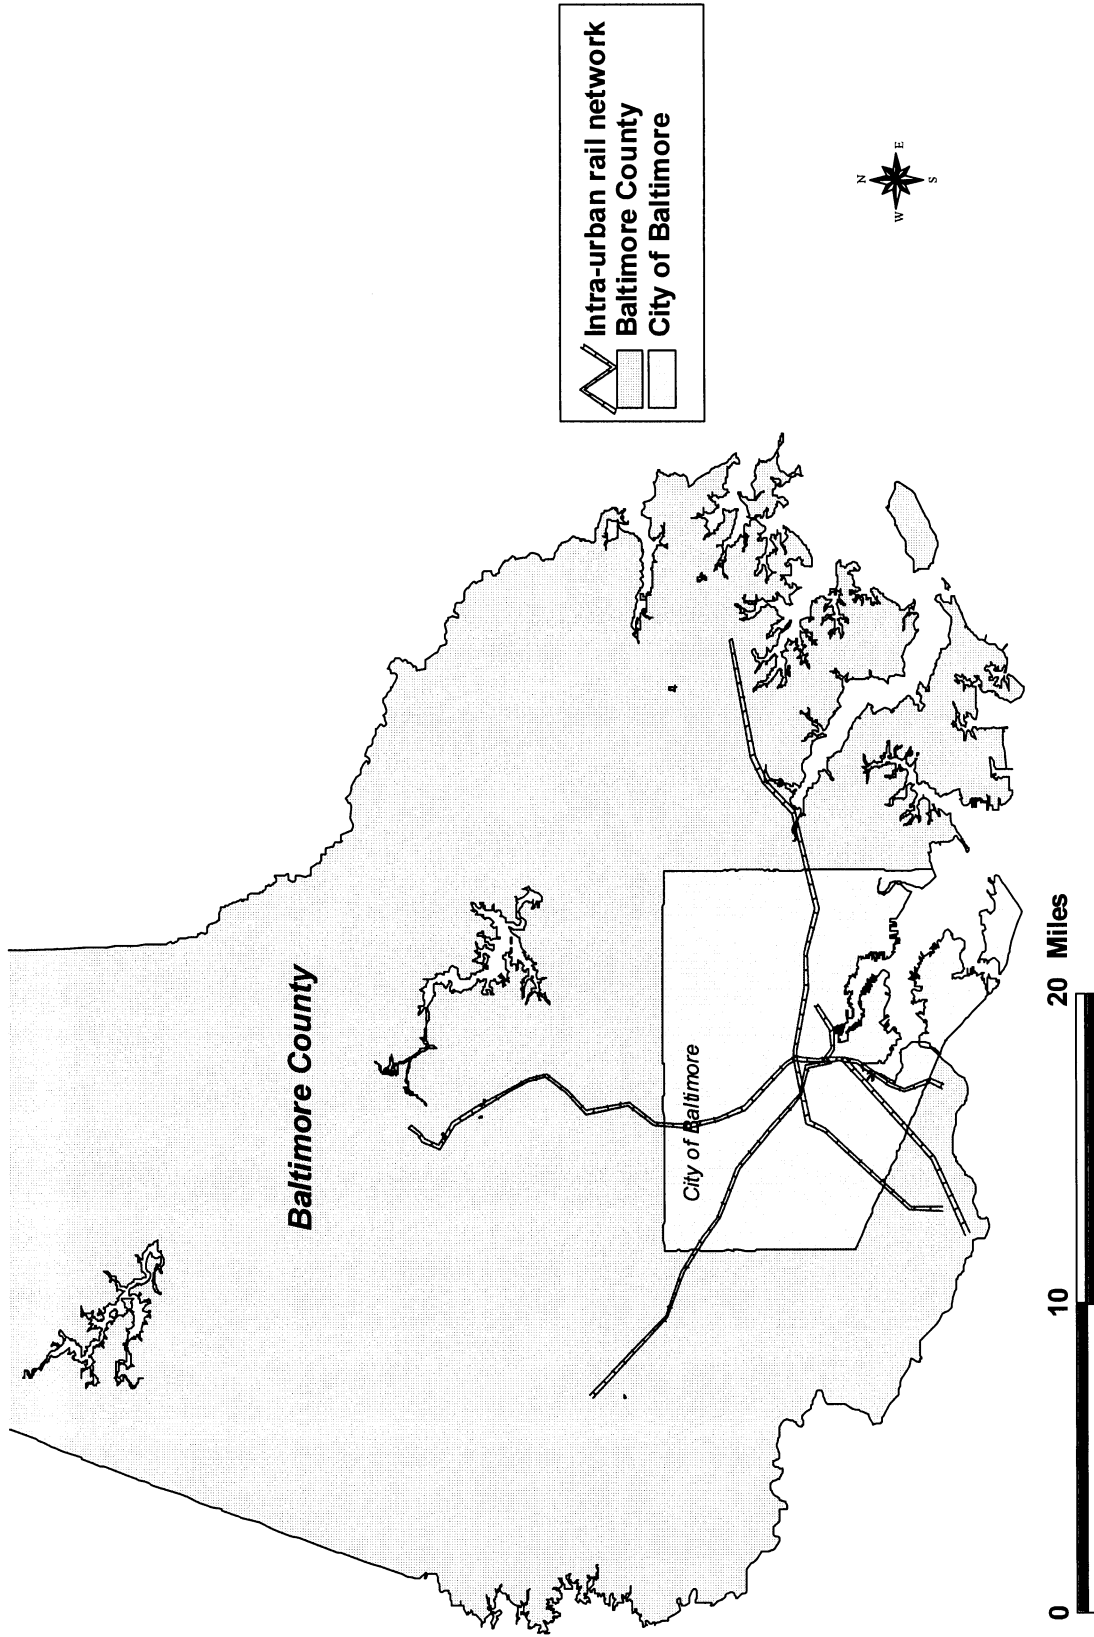 Intra-urban rail network
Baltimore County
City of Baltimore
N
W
E
S
Baltimore County
City of Baltimore
0
10
20 Miles